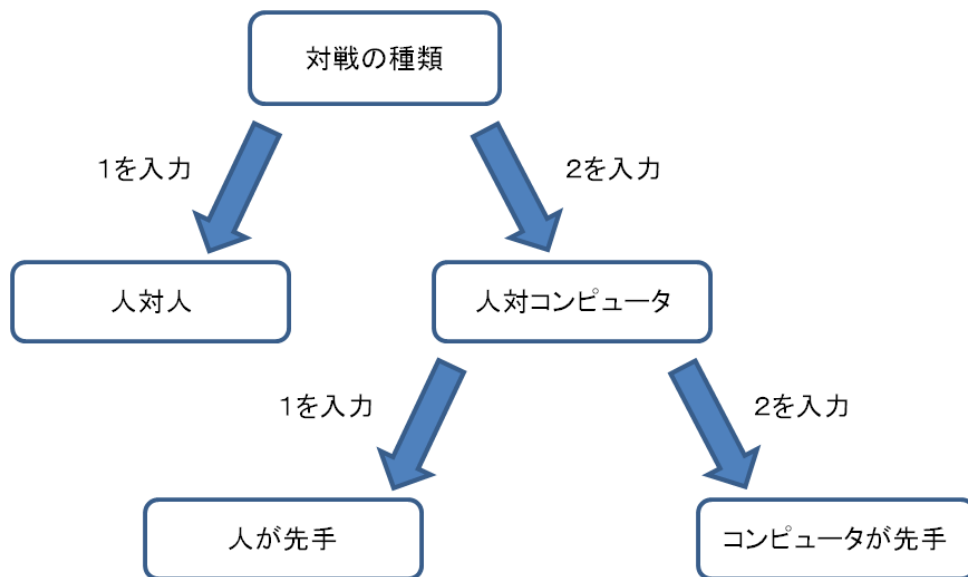 対戦の種類
1を入力
2を入力
人対人
人対コンピュータ
1を入力
2を入力
人が先手
コンピュータが先手